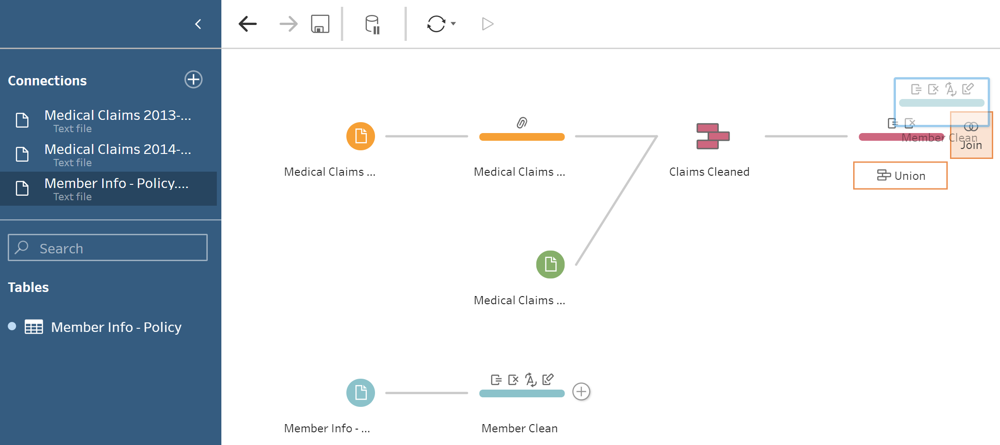 Connections
Medical Claims 2013-...
Text file
Medical Claims 2014-...
Text file
Member Info - Policy....
Text file
Search
Tables
Member Info - Policy
Medical Claims ...
Medical Claims ...
Claims Cleaned
Member Clean
Join
Union
Medical Claims ...
Member Info - ...
Member Clean